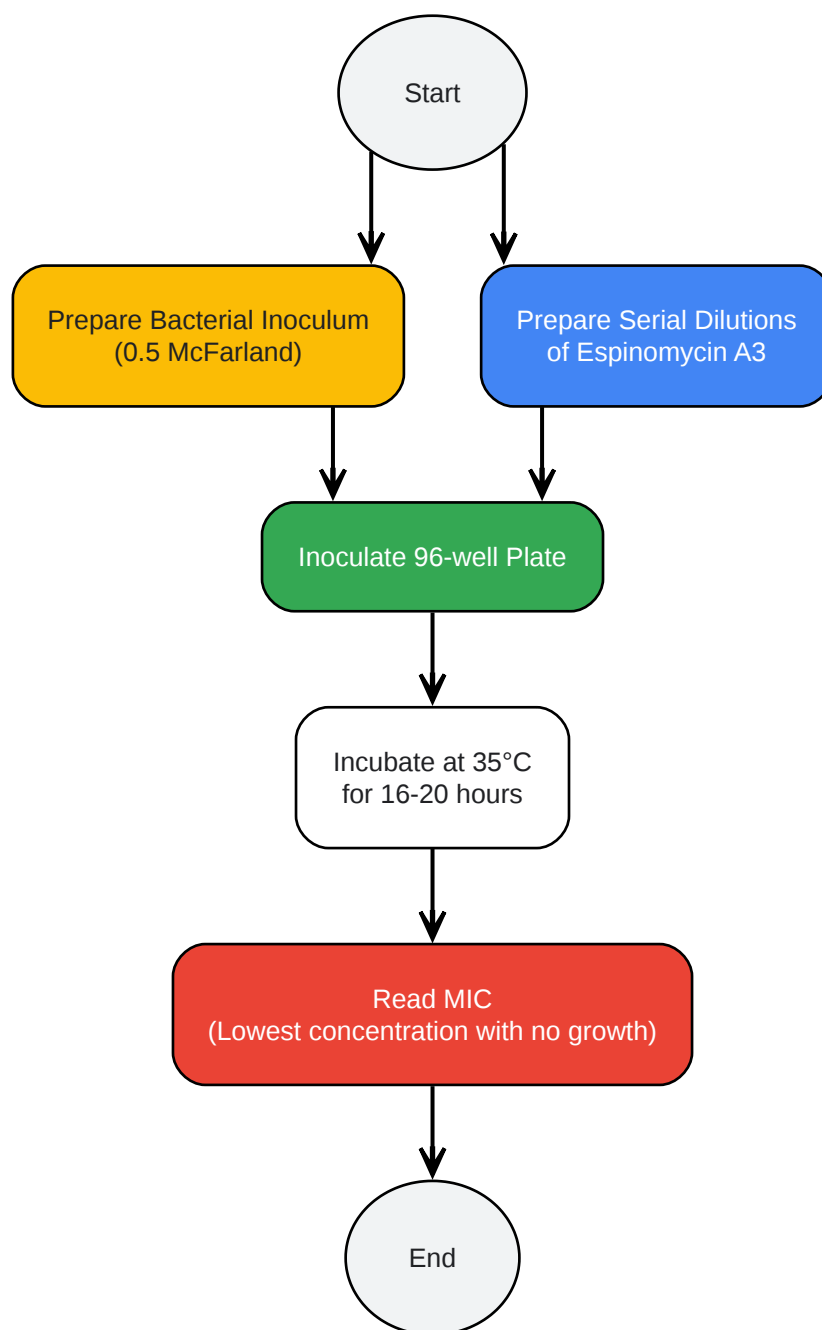 Start
Prepare Bacterial Inoculum
(0.5 McFarland)
Prepare Serial Dilutions
of Espinomycin A3
Inoculate 96-well Plate
Incubate at 35°C
for 16-20 hours
Read MIC
(Lowest concentration with no growth)
End